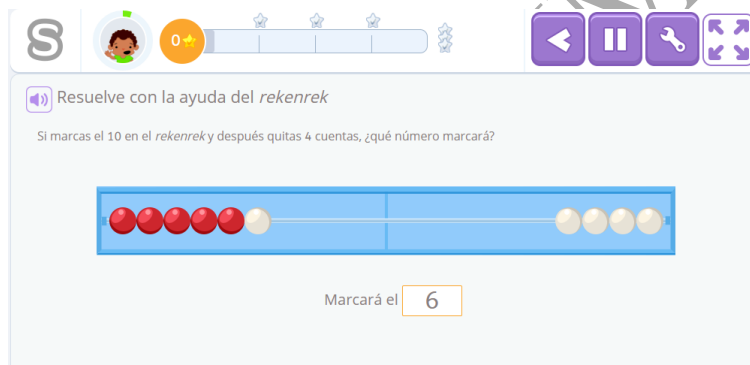 S
0
Resuelve con la ayuda del rekenrek
Si marcas el 10 en el rekenrek y después quitas 4 cuentas, ¿qué número marcará?
Marcará el 6